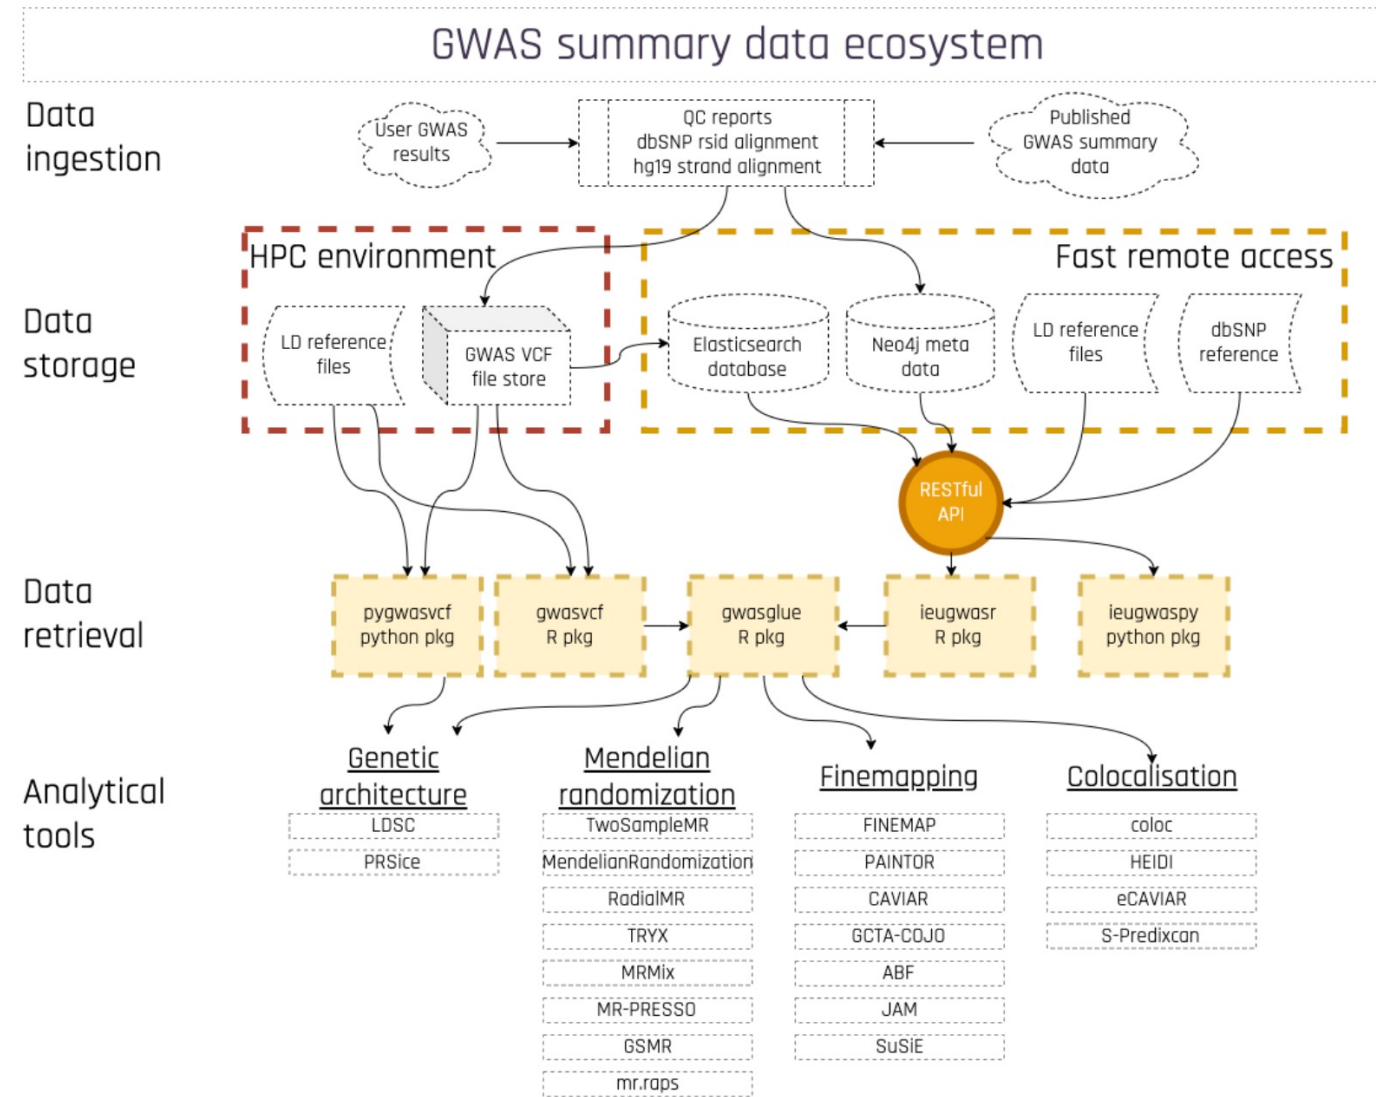 GWAS summary data ecosystem
Data
ingestion
User GWAS
results
QC reports
dbSNP rsid alignment
hg19 strand alignment
Published
GWAS summary
data
HPC environment
Fast remote access
Data
storage
LD reference
files
GWAS VCF
file store
Elasticsearch
database
Neo4j meta
data
LD reference
files
dbSNP
reference
RESTful
API
Data
retrieval
pygwasvcf
python pkg
gwasvcf
R pkg
gwasglue
R pkg
ieugwasr
R pkg
ieugwaspy
python pkg
Analytical
tools
Genetic
architecture
LDSC
PRSice
Mendelian
randomization
TwoSampleMR
MendelianRandomization
RadialMR
TRYX
MRMix
MR-PRESSO
GSMR
mr.raps
Finemapping
FINEMAP
PAINTOR
CAVIAR
GCTA-COJO
ABF
JAM
SuSiE
Colocalisation
coloc
HEIDI
eCAVIAR
S-Predixcan